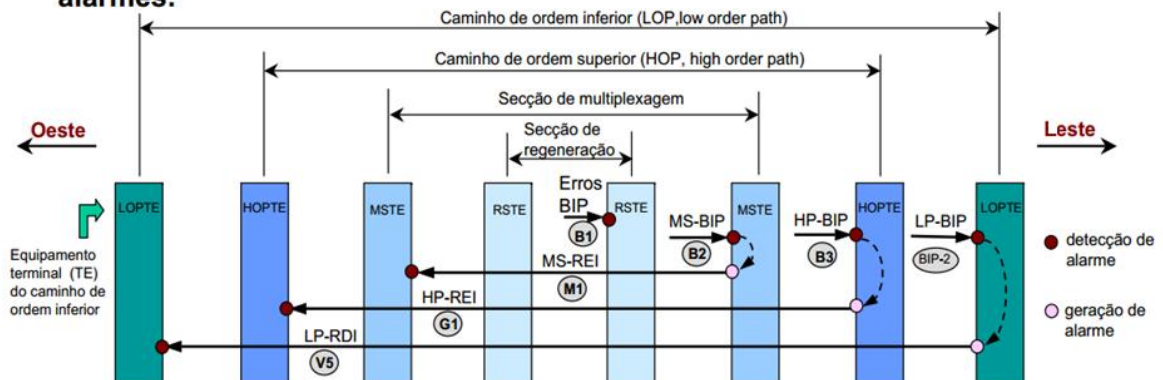 alarmes:
Caminho de ordem inferior (LOP,low order path)
Caminho de ordem superior (HOP, high order path)
Secção de multiplexagem
Oeste
Secção de
regeneração
Leste
LOPTE
HOPTE
MSTE
RSTE
Erros
BIP
B1
RSTE
MS-BIP
B2
MSTE
HP-BIP
B3
HOPTE
LP-BIP
BIP-2
LOPTE
Equipamento
terminal (TE)
do caminho de
ordem inferior
MS-REI
M1
HP-REI
G1
LP-RDI
V5
detecção de
alarme
geração de
alarme